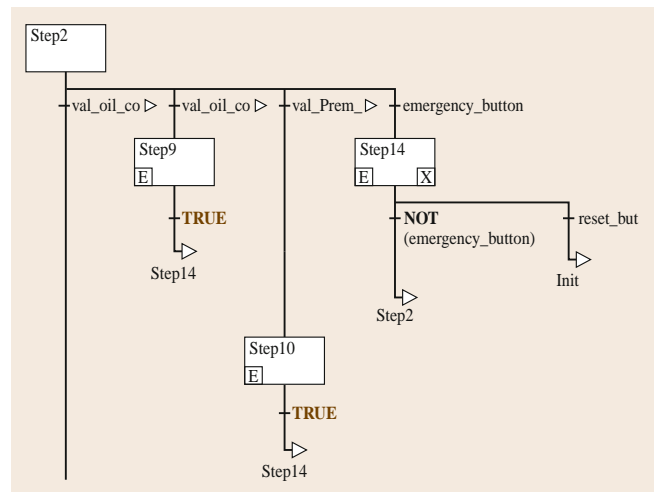 Step2
val_oil_co
val_oil_co
val_Prem_
emergency_button
Step9
E
Step14
E
X
TRUE
NOT
(emergency_button)
reset_but
Step14
Init
Step2
Step10
E
TRUE
Step14